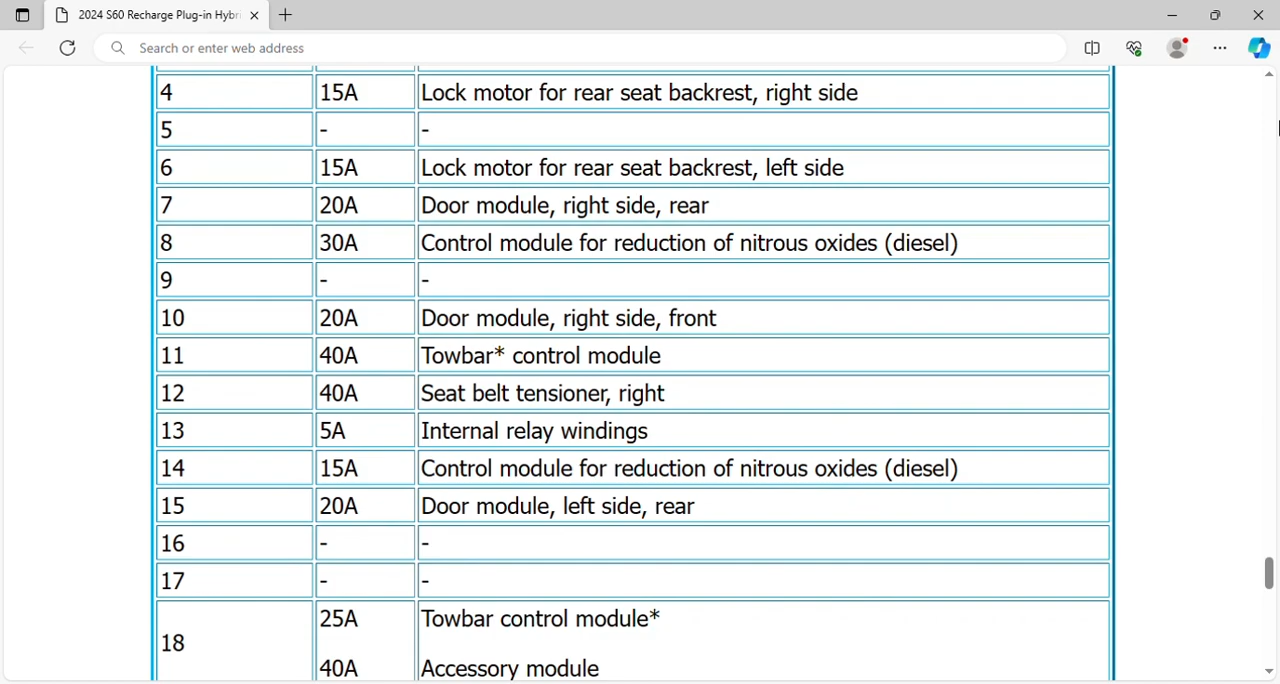 2024 S60 Recharge Plug-in Hybri
Search or enter web address
4 15A Lock motor for rear seat backrest, right side
5 - -
6 15A Lock motor for rear seat backrest, left side
7 20A Door module, right side, rear
8 30A Control module for reduction of nitrous oxides (diesel)
9 - -
10 20A Door module, right side, front
11 40A Towbar* control module
12 40A Seat belt tensioner, right
13 5A Internal relay windings
14 15A Control module for reduction of nitrous oxides (diesel)
15 20A Door module, left side, rear
16 - -
17 - -
18 25A Towbar control module*
40A Accessory module